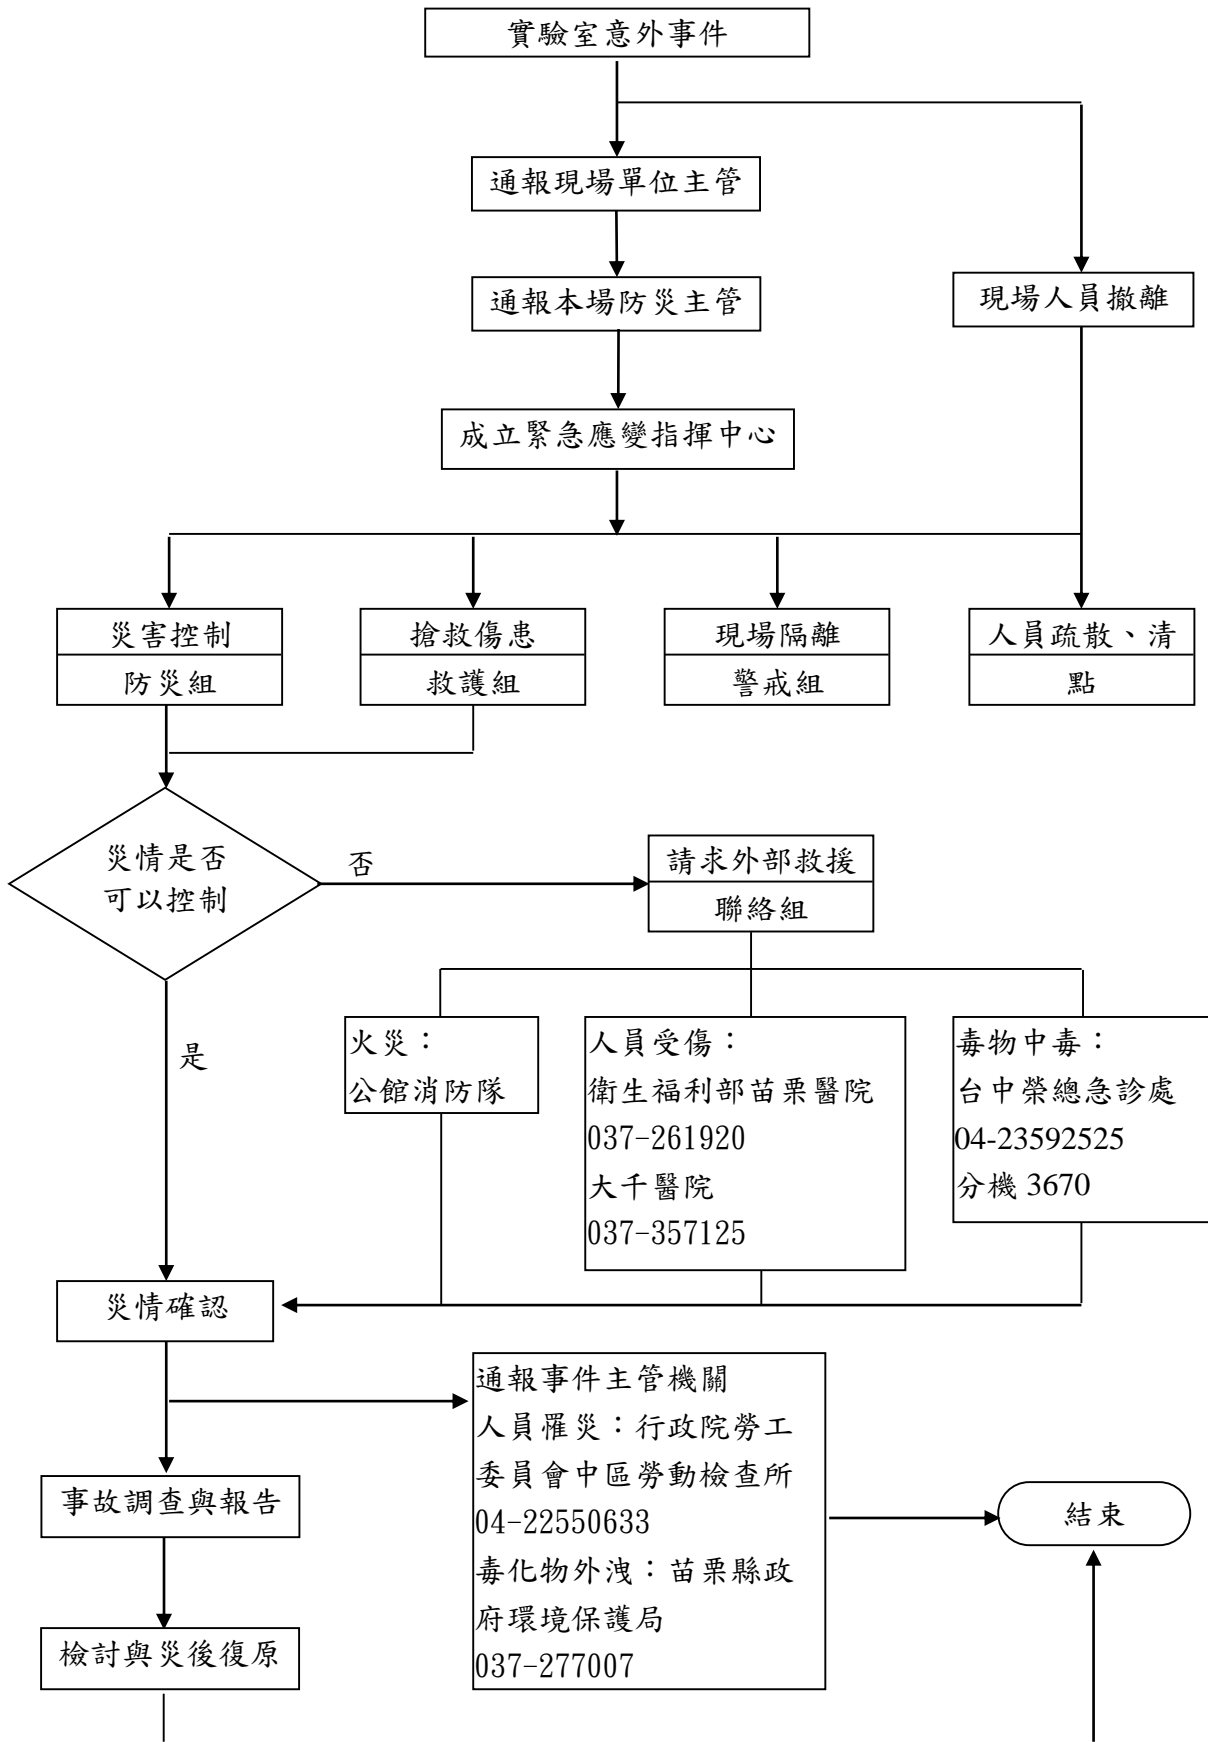 實驗室意外事件
通報現場單位主管
通報本場防災主管
現場人員撤離
成立緊急應變指揮中心
災害控制
防災組
搶救傷患
救護組
現場隔離
警戒組
人員疏散、清
點
災情是否
可以控制
否
請求外部救援
聯絡組
是
火災：
公館消防隊
人員受傷：
衛生福利部苗栗醫院
037-261920
大千醫院
037-357125
毒物中毒：
台中榮總急診處
04-23592525
分機 3670
災情確認
通報事件主管機關
人員罹災：行政院勞工
委員會中區勞動檢查所
04-22550633
毒化物外洩：苗栗縣政
府環境保護局
037-277007
事故調查與報告
結束
檢討與災後復原